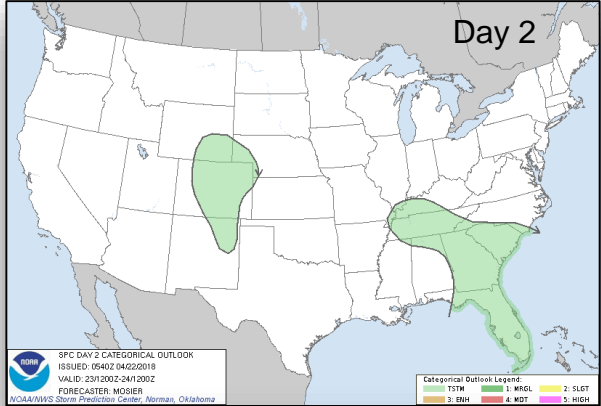 Day 2
NOAA
SPC DAY 2 CATEGORICAL OUTLOOK
ISSUED: 0540Z 04/22/2018
VALID: 23/1200Z-24/1200Z
FORECASTER: MOSIER
NOAA/NWS Storm Prediction Center, Norman, Oklahoma
Categorical Outlook Legend:
TSTM 1: MRGL 2: SLGT
3: ENH 4: MDT 5: HIGH